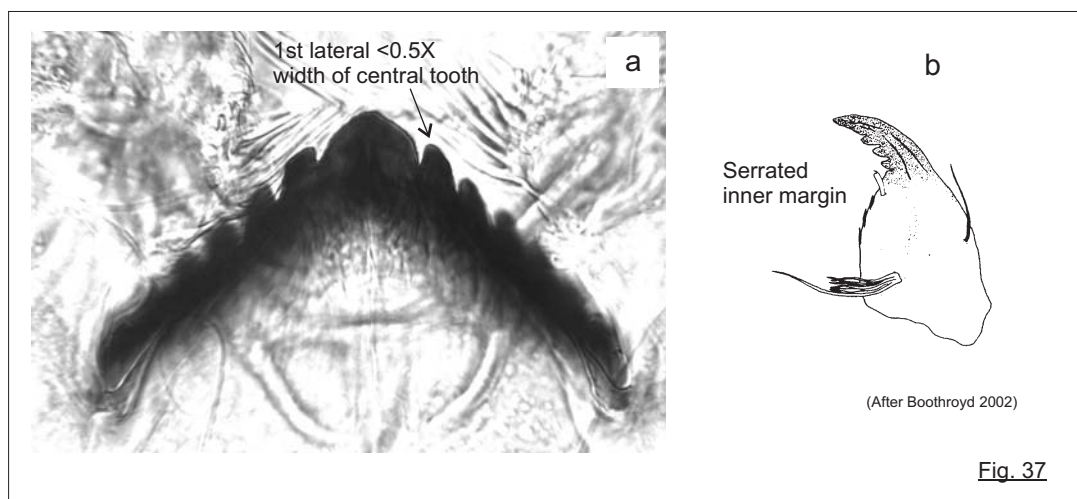 1st lateral <0.5X
width of central tooth
a
b
Serrated
inner margin
(After Boothroyd 2002)
Fig. 37